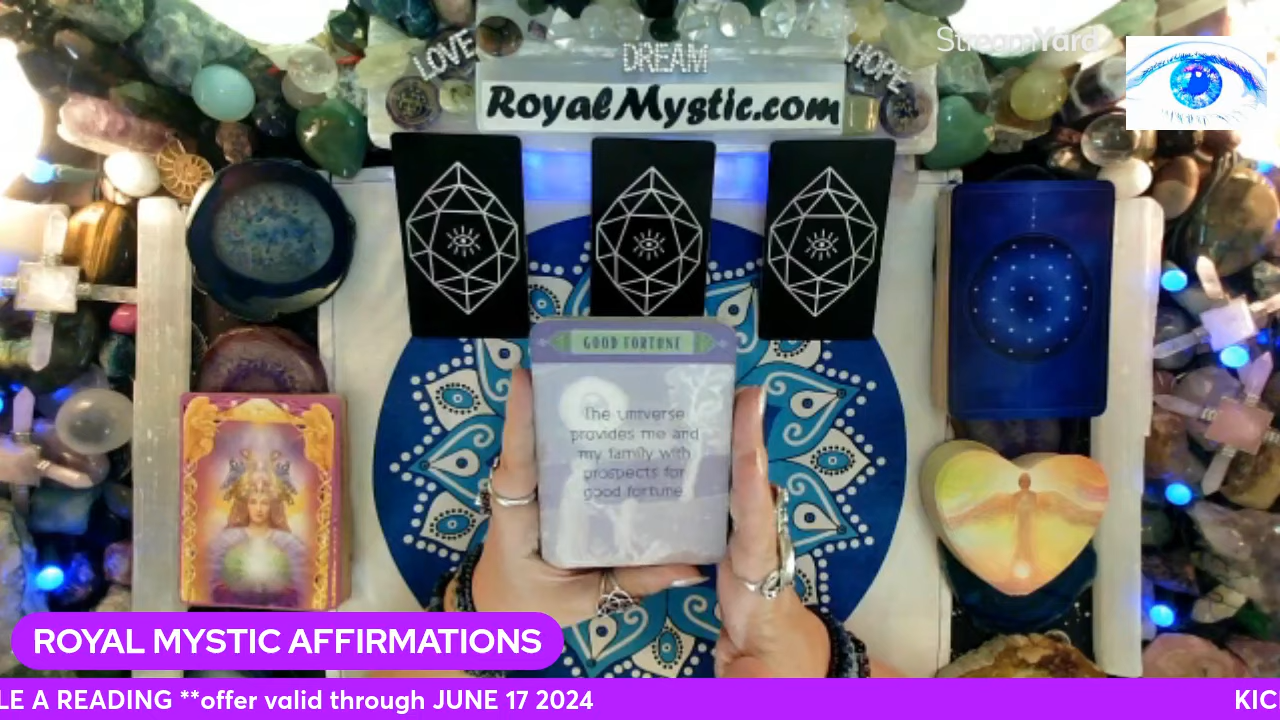 StreamYard
LOVE
DREAM
HOPE
RoyalMystic.com
GOOD FORTUNE
The universe
provides me and
my family with
prospects for
good fortune.
ROYAL MYSTIC AFFIRMATIONS
LE A READING **offer valid through JUNE 17 2024
KIC